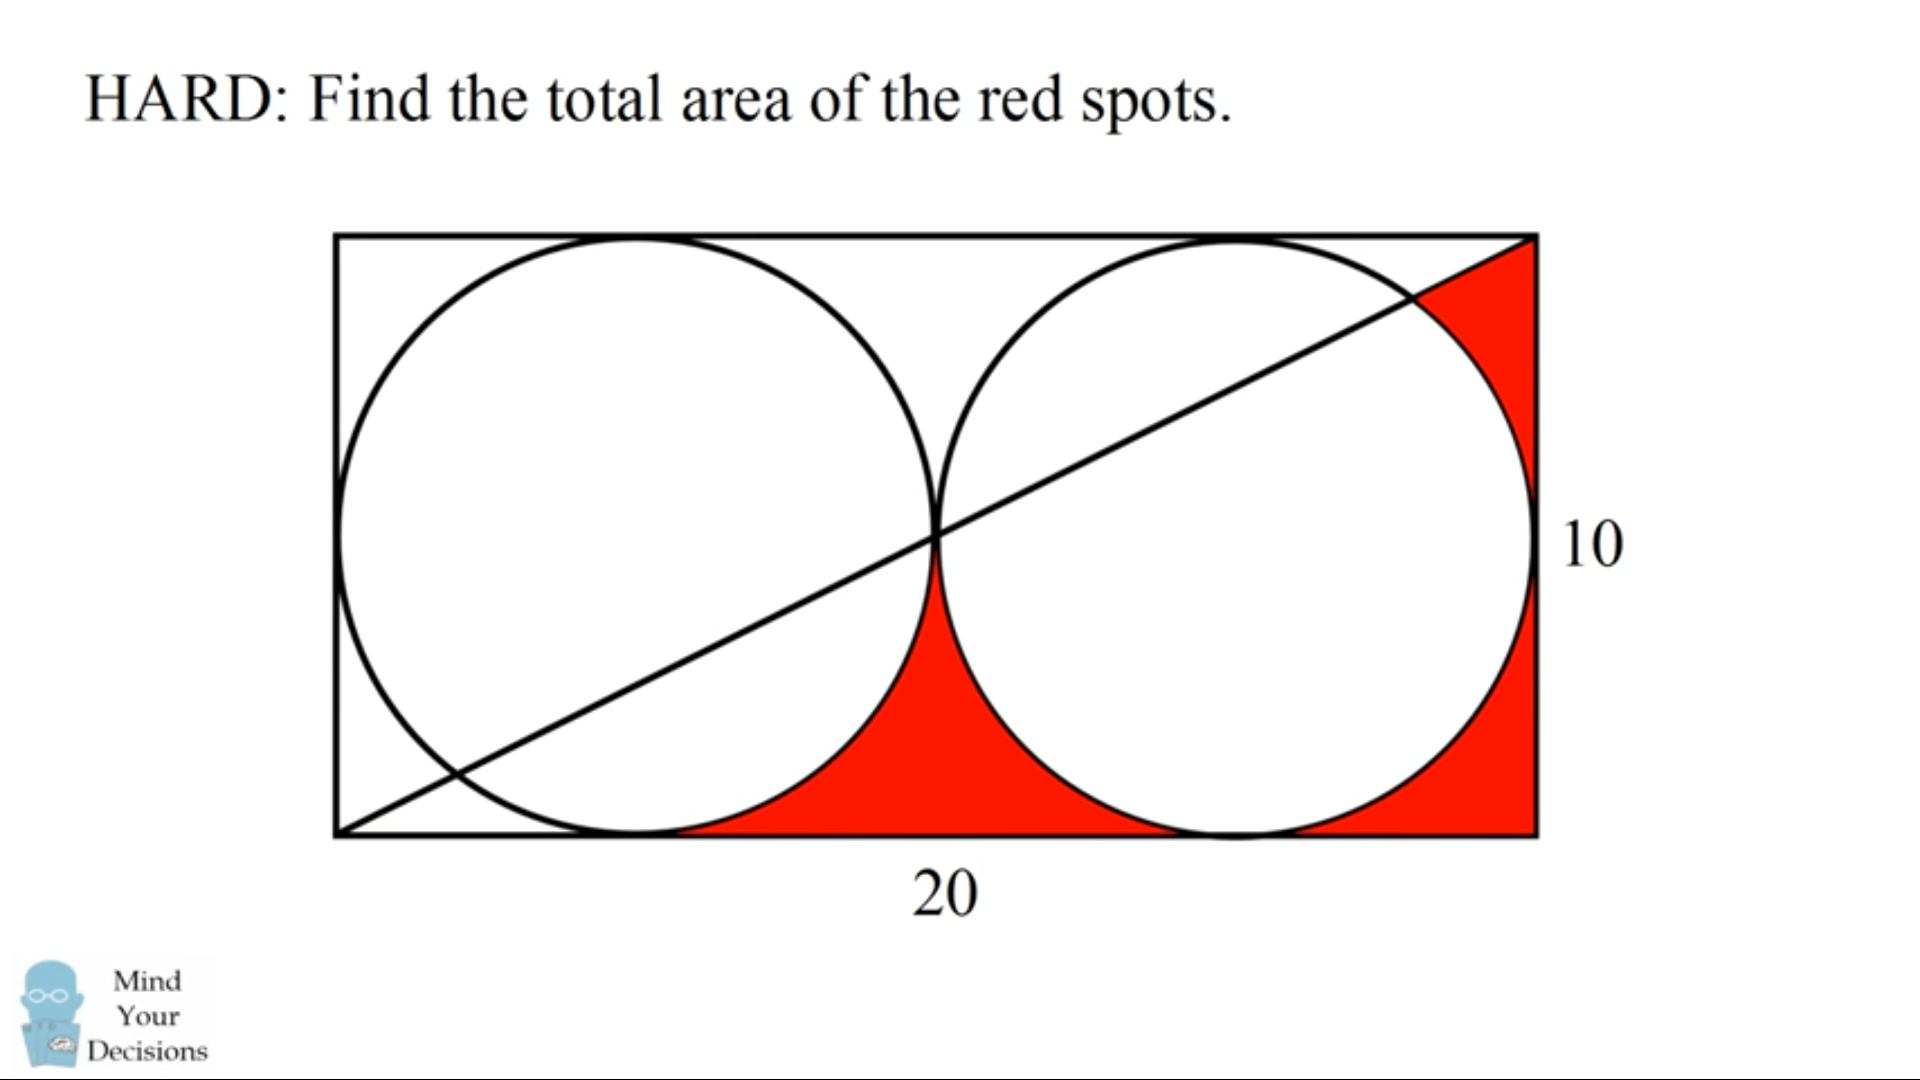 HARD: Find the total area of the red spots.
10
20
Mind
Your
Decisions